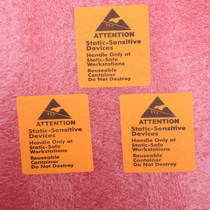 ATTENTION
Static-Sensitive
Devices
Handle Only at
Static-Safe
Workstations
Reuseable
Container
Do Not Destroy
ATTENTION
Static-Sensitive
Devices
Handle Only at
Static-Safe
Workstations
Reuseable
Container
Do Not Destroy
ATTENTION
Static-Sensitive
Devices
Handle Only at
Static-Safe
Workstations
Reuseable
Container
Do Not Destroy